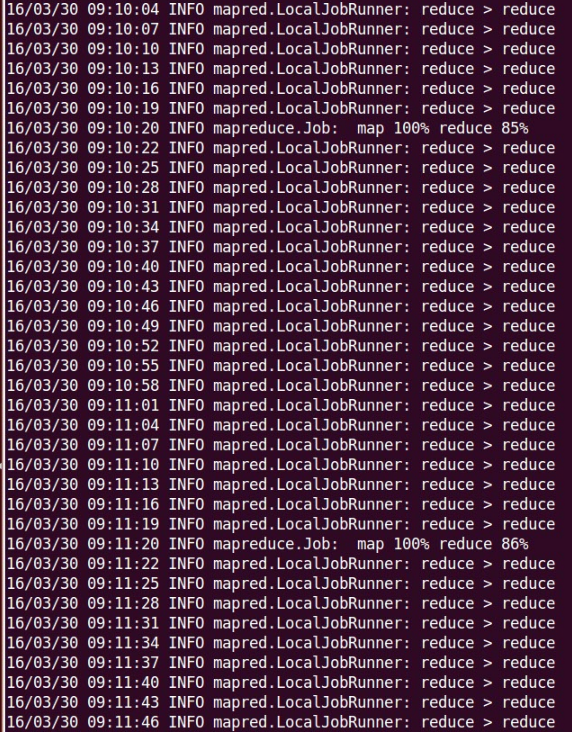 16/03/30 09:10:04 INFO mapred.LocalJobRunner: reduce > reduce
16/03/30 09:10:07 INFO mapred.LocalJobRunner: reduce > reduce
16/03/30 09:10:10 INFO mapred.LocalJobRunner: reduce > reduce
16/03/30 09:10:13 INFO mapred.LocalJobRunner: reduce > reduce
16/03/30 09:10:16 INFO mapred.LocalJobRunner: reduce > reduce
16/03/30 09:10:19 INFO mapred.LocalJobRunner: reduce > reduce
16/03/30 09:10:20 INFO mapreduce.Job:  map 100% reduce 85%
16/03/30 09:10:22 INFO mapred.LocalJobRunner: reduce > reduce
16/03/30 09:10:25 INFO mapred.LocalJobRunner: reduce > reduce
16/03/30 09:10:28 INFO mapred.LocalJobRunner: reduce > reduce
16/03/30 09:10:31 INFO mapred.LocalJobRunner: reduce > reduce
16/03/30 09:10:34 INFO mapred.LocalJobRunner: reduce > reduce
16/03/30 09:10:37 INFO mapred.LocalJobRunner: reduce > reduce
16/03/30 09:10:40 INFO mapred.LocalJobRunner: reduce > reduce
16/03/30 09:10:43 INFO mapred.LocalJobRunner: reduce > reduce
16/03/30 09:10:46 INFO mapred.LocalJobRunner: reduce > reduce
16/03/30 09:10:49 INFO mapred.LocalJobRunner: reduce > reduce
16/03/30 09:10:52 INFO mapred.LocalJobRunner: reduce > reduce
16/03/30 09:10:55 INFO mapred.LocalJobRunner: reduce > reduce
16/03/30 09:10:58 INFO mapred.LocalJobRunner: reduce > reduce
16/03/30 09:11:01 INFO mapred.LocalJobRunner: reduce > reduce
16/03/30 09:11:04 INFO mapred.LocalJobRunner: reduce > reduce
16/03/30 09:11:07 INFO mapred.LocalJobRunner: reduce > reduce
16/03/30 09:11:10 INFO mapred.LocalJobRunner: reduce > reduce
16/03/30 09:11:13 INFO mapred.LocalJobRunner: reduce > reduce
16/03/30 09:11:16 INFO mapred.LocalJobRunner: reduce > reduce
16/03/30 09:11:19 INFO mapred.LocalJobRunner: reduce > reduce
16/03/30 09:11:20 INFO mapreduce.Job:  map 100% reduce 86%
16/03/30 09:11:22 INFO mapred.LocalJobRunner: reduce > reduce
16/03/30 09:11:25 INFO mapred.LocalJobRunner: reduce > reduce
16/03/30 09:11:28 INFO mapred.LocalJobRunner: reduce > reduce
16/03/30 09:11:31 INFO mapred.LocalJobRunner: reduce > reduce
16/03/30 09:11:34 INFO mapred.LocalJobRunner: reduce > reduce
16/03/30 09:11:37 INFO mapred.LocalJobRunner: reduce > reduce
16/03/30 09:11:40 INFO mapred.LocalJobRunner: reduce > reduce
16/03/30 09:11:43 INFO mapred.LocalJobRunner: reduce > reduce
16/03/30 09:11:46 INFO mapred.LocalJobRunner: reduce > reduce